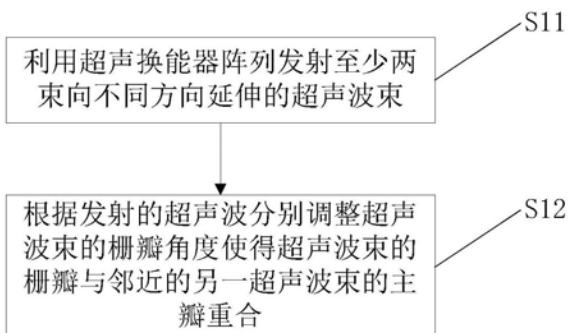 S11
利用超声换能器阵列发射至少两
束向不同方向延伸的超声波束
S12
根据发射的超声波分别调整超声
波束的栅瓣角度使得超声波束的
栅瓣与邻近的另一超声波束的主
瓣重合